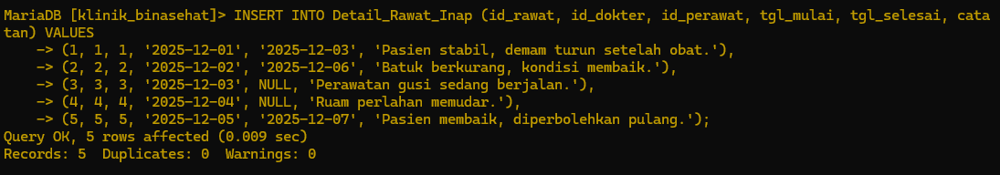 MariaDB [klinik_binasehat]> INSERT INTO Detail_Rawat_Inap (id_rawat, id_dokter, id_perawat, tgl_mulai, tgl_selesai, cata
tan) VALUES
    -> (1, 1, 1, '2025-12-01', '2025-12-03', 'Pasien stabil, demam turun setelah obat.'),
    -> (2, 2, 2, '2025-12-02', '2025-12-06', 'Batuk berkurang, kondisi membaik.'),
    -> (3, 3, 3, '2025-12-03', NULL, 'Perawatan gusi sedang berjalan.'),
    -> (4, 4, 4, '2025-12-04', NULL, 'Ruam perlahan memudar.'),
    -> (5, 5, 5, '2025-12-05', '2025-12-07', 'Pasien membaik, diperbolehkan pulang.');
Query OK, 5 rows affected (0.009 sec)
Records: 5  Duplicates: 0  Warnings: 0